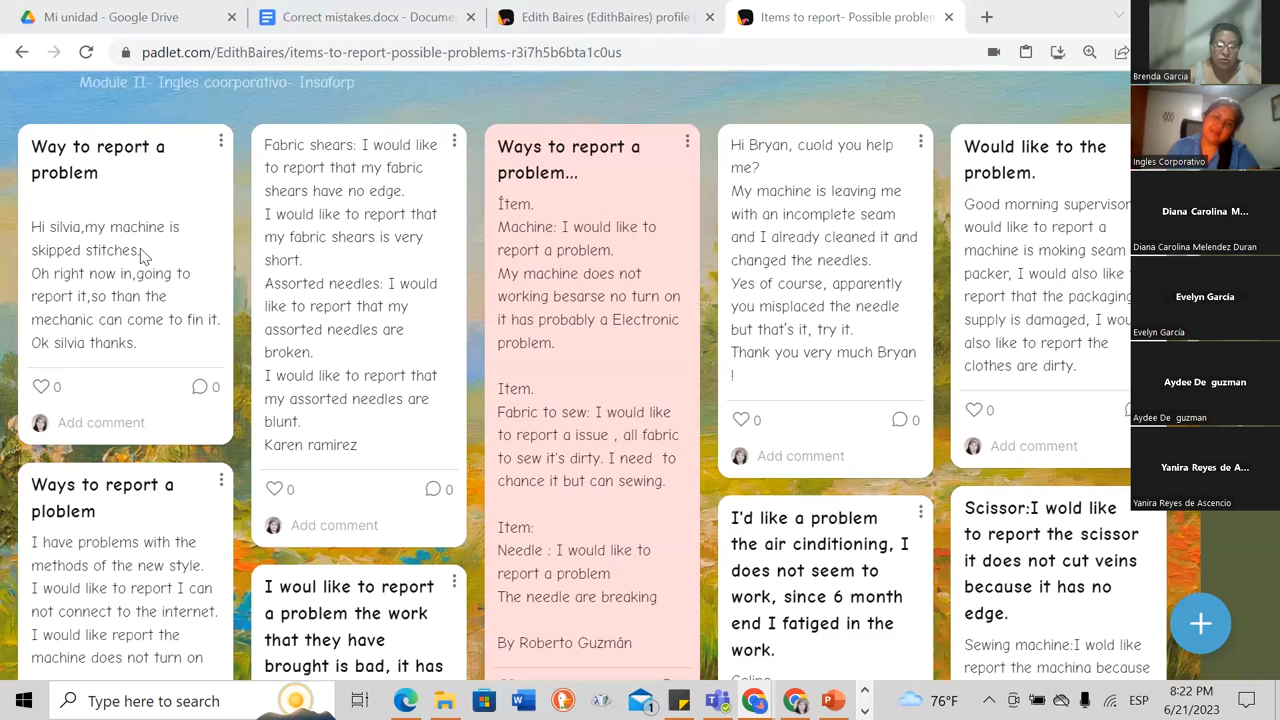 Mi unidad - Google Drive
Correct mistakes.docx - Docume
Edith Baires (EdithBaires) profile
Items to report- Possible problem
padlet.com/EdithBaires/items-to-report-possible-problems-r3i7h5b6bta1c0us
Module II- Ingles coorporativo- Insaforp
Way to report a
problem
Hi silvia,my machine is
skipped stitches.
Oh right now in,going to
report it,so than the
mechanic can come to fin it.
Ok silvia thanks.
0
0
Add comment
Ways to report a
ploblem
I have problems with the
methods of the new style.
I would like to report I can
not connect to the internet.
I would like report the
machine does not turn on
Fabric shears: I would like
to report that my fabric
shears have no edge.
I would like to report that
my fabric shears is very
short.
Assorted needles: I would
like to report that my
assorted needles are
broken.
I would like to report that
my assorted needles are
blunt.
Karen ramirez
0
0
Add comment
I woul like to report
a problem the work
that they have
brought is bad, it has
Ways to report a
problem...
Ítem.
Machine: I would like to
report a problem.
My machine does not
working besarse no turn on
it has probably a Electronic
problem.
Item.
Fabric to sew: I would like
to report a issue , all fabric
to sew it's dirty. I need to
chance it but can sewing.
Item:
Needle : I would like to
report a problem
The needle are breaking
By Roberto Guzmán
Hi Bryan, cuold you help
me?
My machine is leaving me
with an incomplete seam
and I already cleaned it and
changed the needles.
Yes of course, apparently
you misplaced the needle
but that's it, try it.
Thank you very much Bryan
!
0
0
Add comment
I'd like a problem
the air cinditioning, I
does not seem to
work, since 6 month
end I fatiged in the
work.
Would like to the
problem.
Good morning supervisor
would like to report a
machine is making seam
packer, I would also like
report that the packaging
supply is damaged, I wou
also like to report the
clothes are dirty.
0
Add comment
Scissor:I wold like
to report the scissor
it does not cut veins
because it has no
edge.
Sewing machine:I wold like
report the machina because
Brenda Garcia
Ingles Corporativo
Diana Carolina M...
Diana Carolina Melendez Duran
Evelyn García
Evelyn García
Aydee De guzman
Aydee De guzman
Yanira Reyes de A...
Yanira Reyes de Ascencio
Type here to search
1
76°F
ESP
8:22 PM
6/21/2023